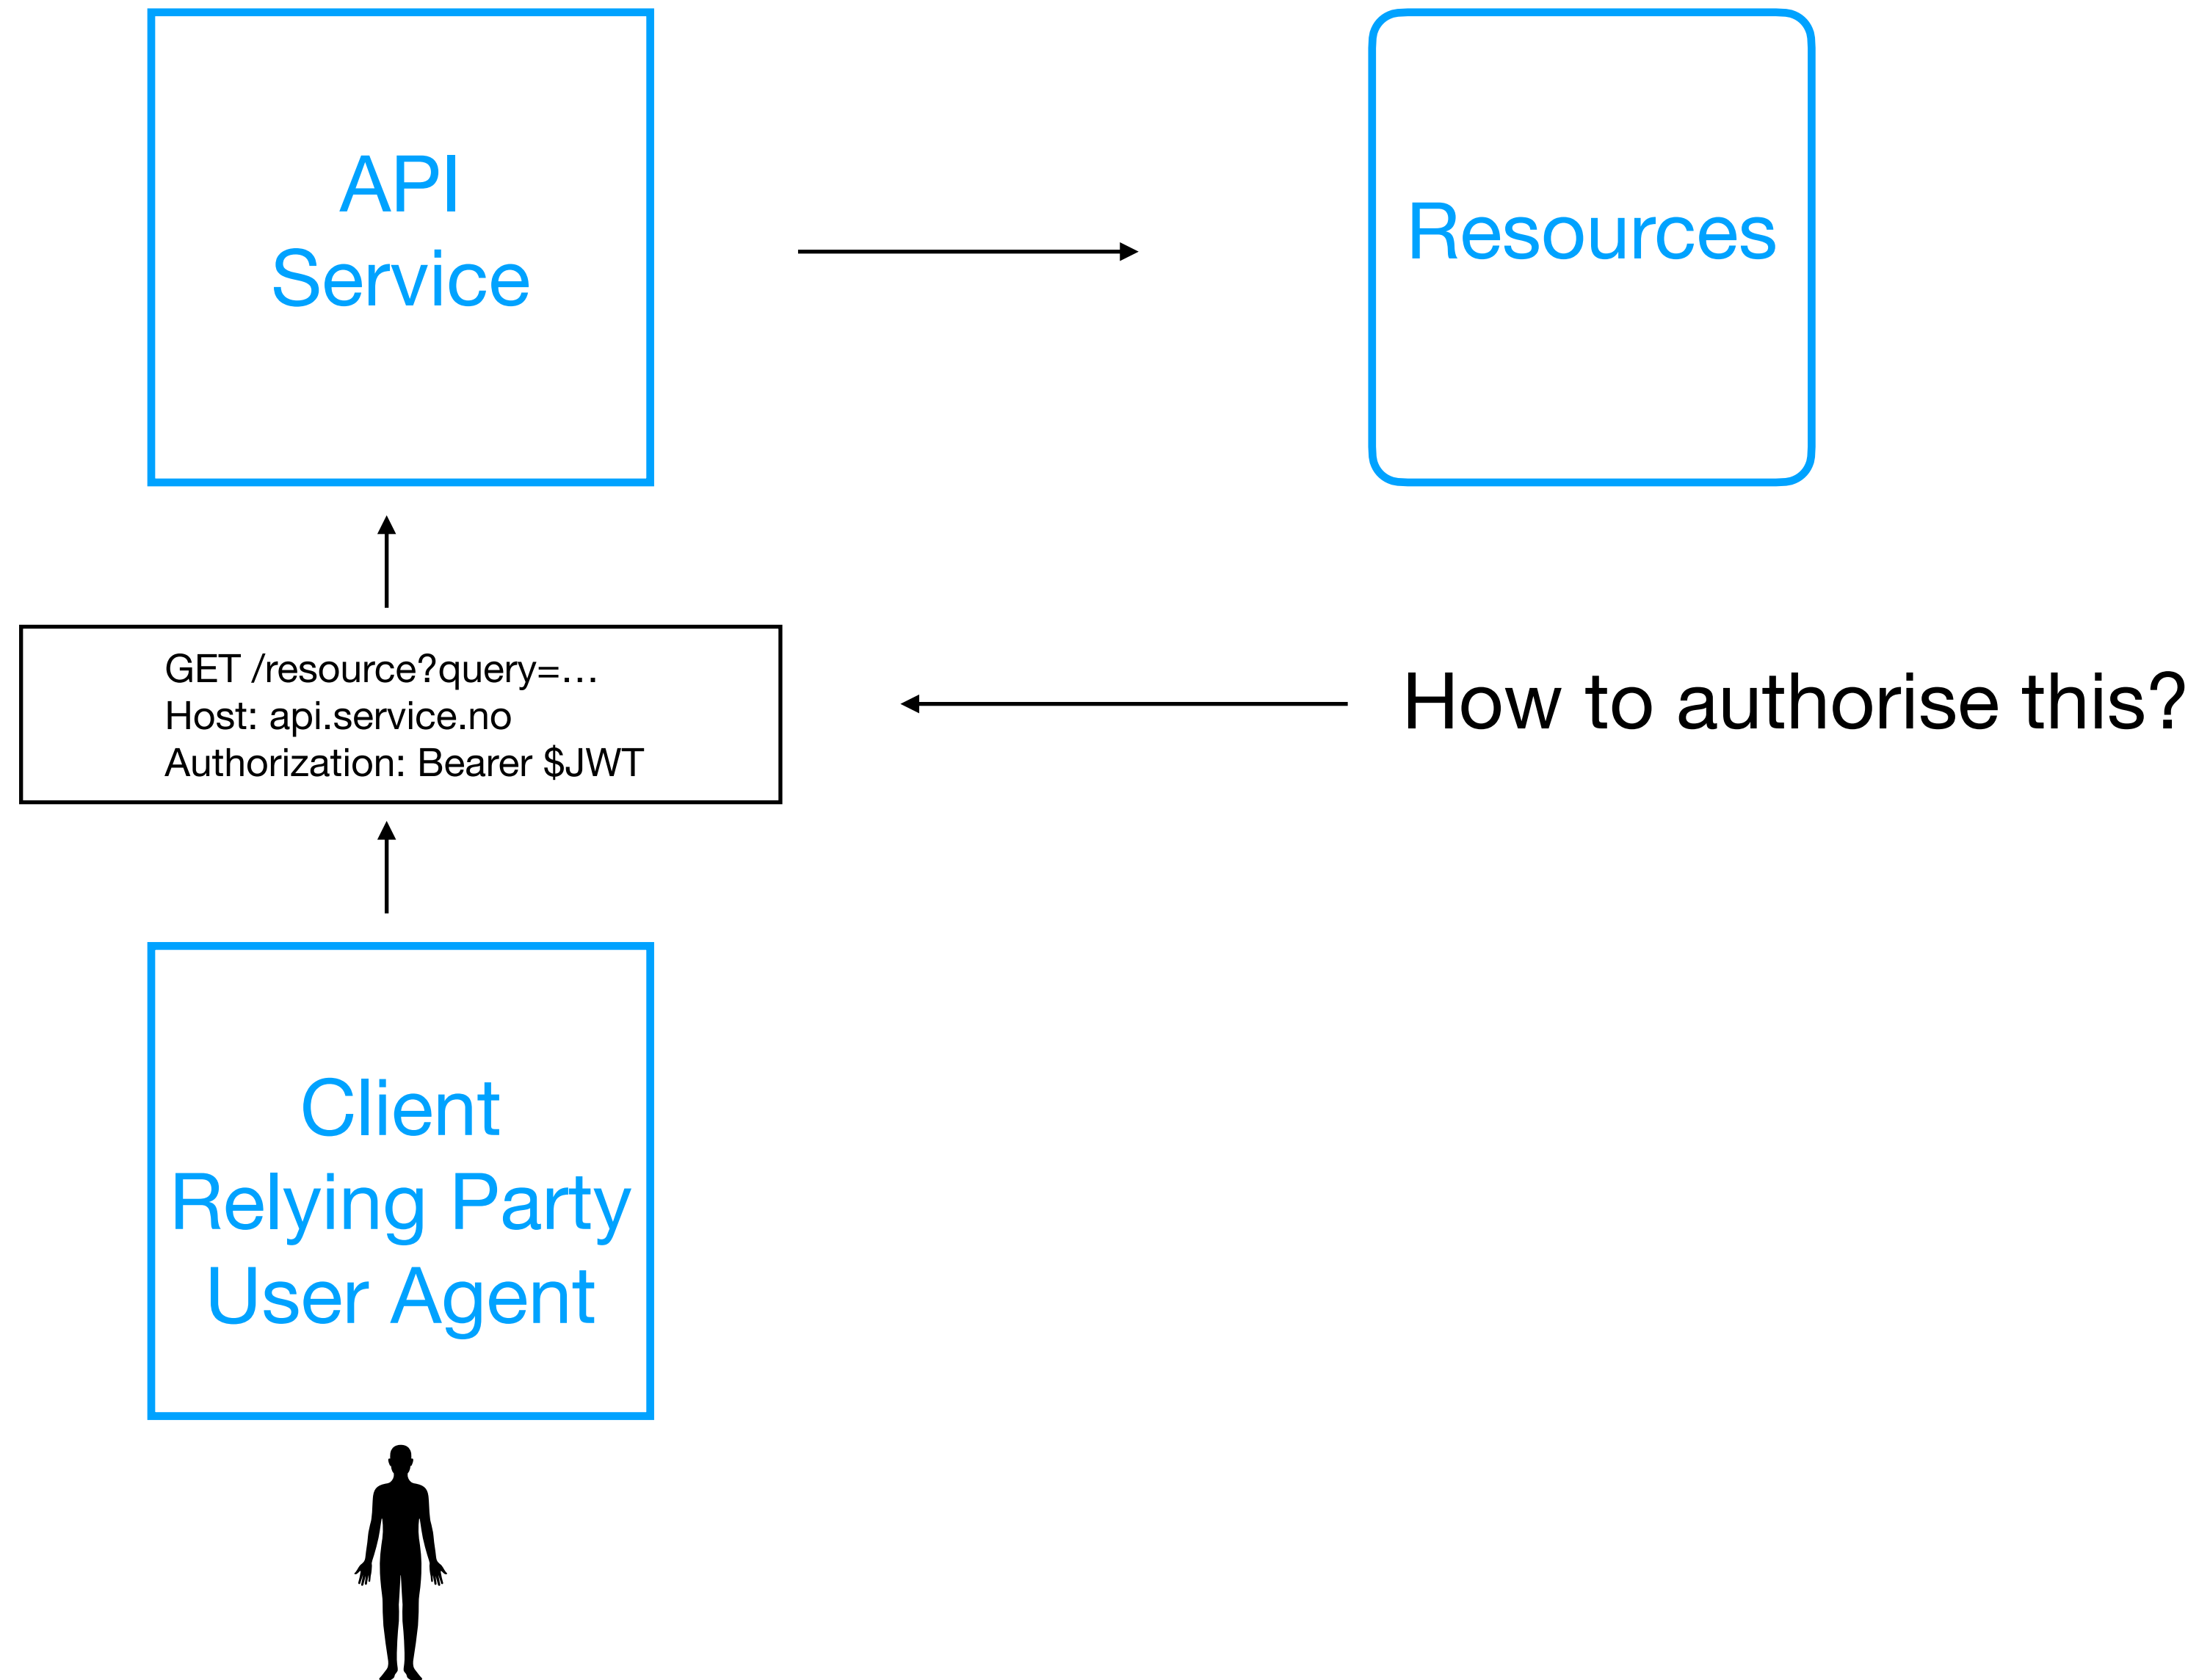 API
Service
Resources
GET /resource?query=…
Host: api.service.no
Authorization: Bearer $JWT
How to authorise this?
Client
Relying Party
User Agent